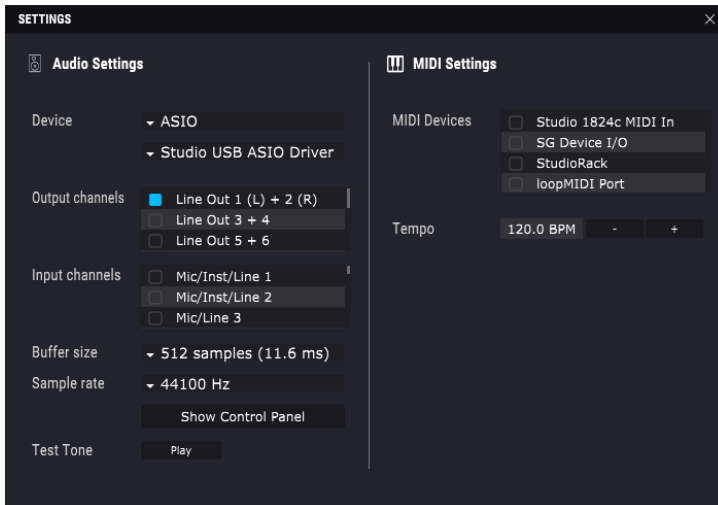 SETTINGS
Audio Settings
Device
ASIO
Studio USB ASIO Driver
Output channels
Line Out 1 (L) + 2 (R)
Line Out 3 + 4
Line Out 5 + 6
Input channels
Mic/Inst/Line 1
Mic/Inst/Line 2
Mic/Line 3
Buffer size
512 samples (11.6 ms)
Sample rate
44100 Hz
Show Control Panel
Test Tone
Play
MIDI Settings
MIDI Devices
Studio 1824c MIDI In
SG Device I/O
StudioRack
loopMIDI Port
Tempo
120.0 BPM
-
+